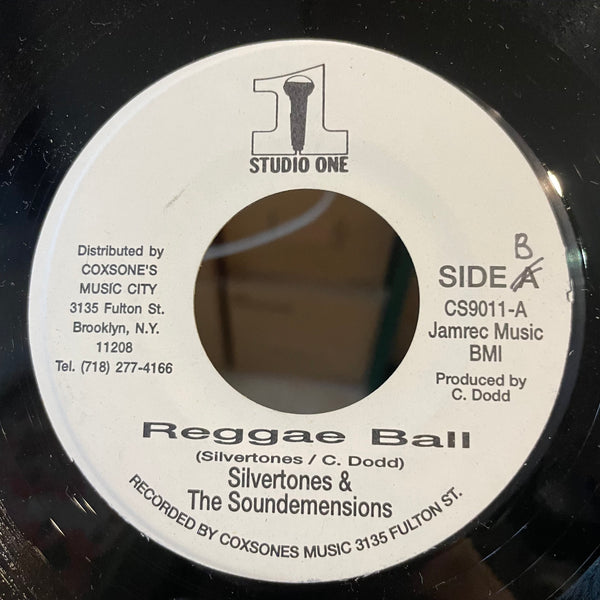 1
STUDIO ONE
Distributed by
COXSONE'S
MUSIC CITY
3135 Fulton St.
Brooklyn, N.Y.
11208
Tel. (718) 277-4166
B
SIDE A
CS9011-A
Jamrec Music
BMI
Produced by
C. Dodd
Reggae Ball
(Silvertones / C. Dodd)
Silvertones &
The Soundemensions
RECORDED BY COXSONES MUSIC 3135 FULTON ST.